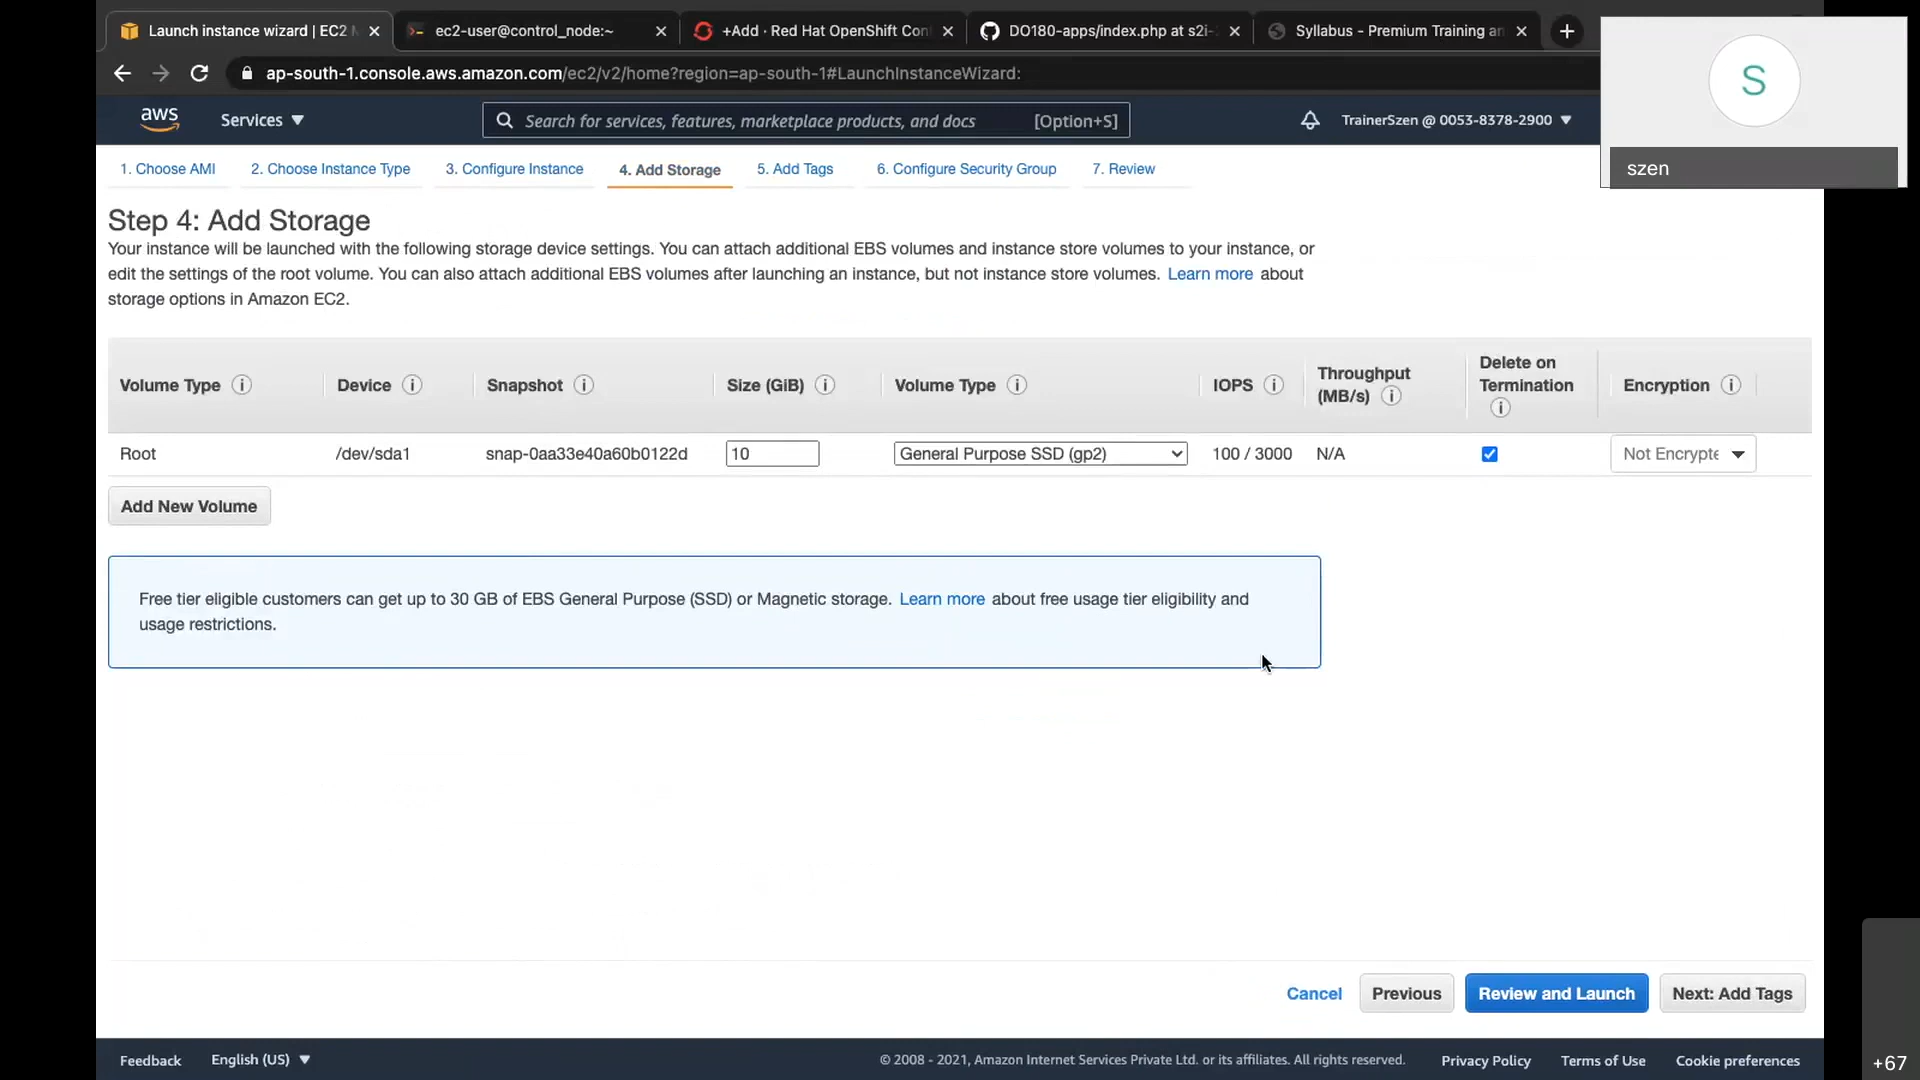 Launch instance wizard | EC2 M
ec2-user@control_node:~
+Add · Red Hat OpenShift Con
DO180-apps/index.php at s2i-
Syllabus - Premium Training an
ap-south-1.console.aws.amazon.com/ec2/v2/home?region=ap-south-1#LaunchInstanceWizard:
S
szen
aws
Services
Search for services, features, marketplace products, and docs
[Option+S]
TrainerSzen @ 0053-8378-2900
1. Choose AMI
2. Choose Instance Type
3. Configure Instance
4. Add Storage
5. Add Tags
6. Configure Security Group
7. Review
Step 4: Add Storage
Your instance will be launched with the following storage device settings. You can attach additional EBS volumes and instance store volumes to your instance, or
edit the settings of the root volume. You can also attach additional EBS volumes after launching an instance, but not instance store volumes. Learn more about
storage options in Amazon EC2.
Volume Type
Device
Snapshot
Size (GiB)
Volume Type
IOPS
Throughput
(MB/s)
Delete on
Termination
Encryption
Root
/dev/sda1
snap-0aa33e40a60b0122d
10
General Purpose SSD (gp2)
100 / 3000
N/A
Not Encrypte
Add New Volume
Free tier eligible customers can get up to 30 GB of EBS General Purpose (SSD) or Magnetic storage. Learn more about free usage tier eligibility and
usage restrictions.
Cancel
Previous
Review and Launch
Next: Add Tags
Feedback
English (US)
© 2008 - 2021, Amazon Internet Services Private Ltd. or its affiliates. All rights reserved.
Privacy Policy
Terms of Use
Cookie preferences
+67